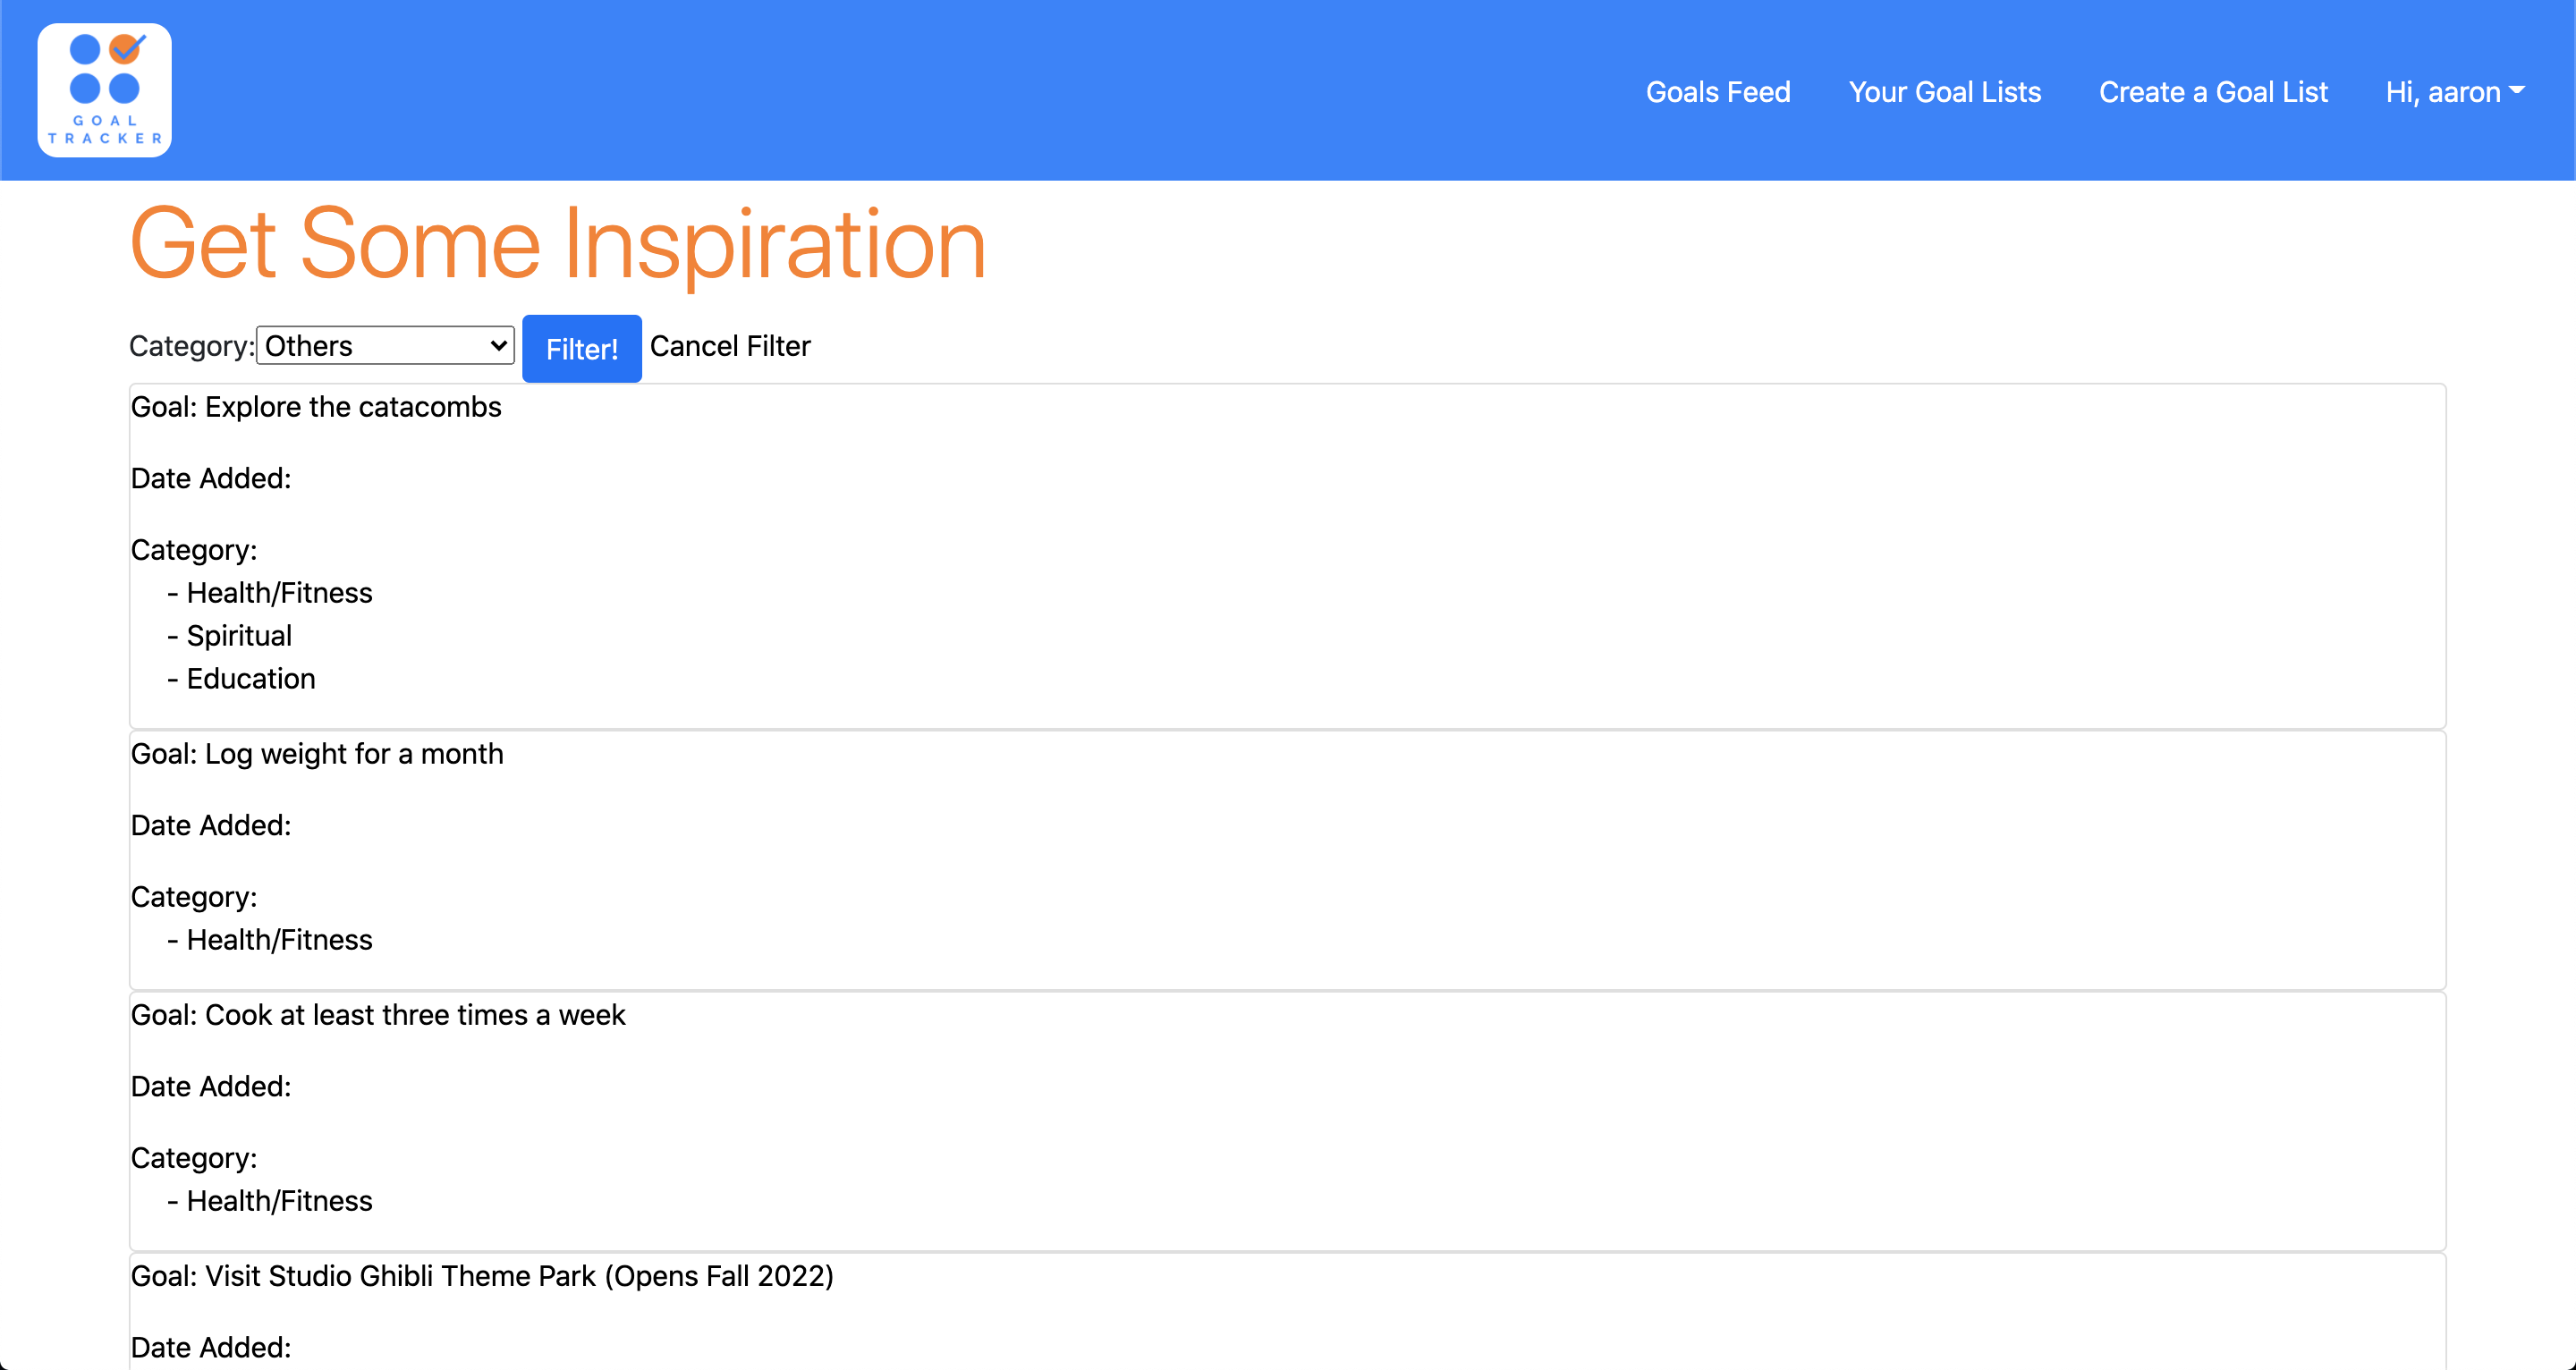 GOAL
TRACKER
Goals Feed Your Goal Lists Create a Goal List Hi, aaron
Get Some Inspiration
Category: Others Filter! Cancel Filter
Goal: Explore the catacombs
Date Added:
Category:
- Health/Fitness
- Spiritual
- Education
Goal: Log weight for a month
Date Added:
Category:
- Health/Fitness
Goal: Cook at least three times a week
Date Added:
Category:
- Health/Fitness
Goal: Visit Studio Ghibli Theme Park (Opens Fall 2022)
Date Added: